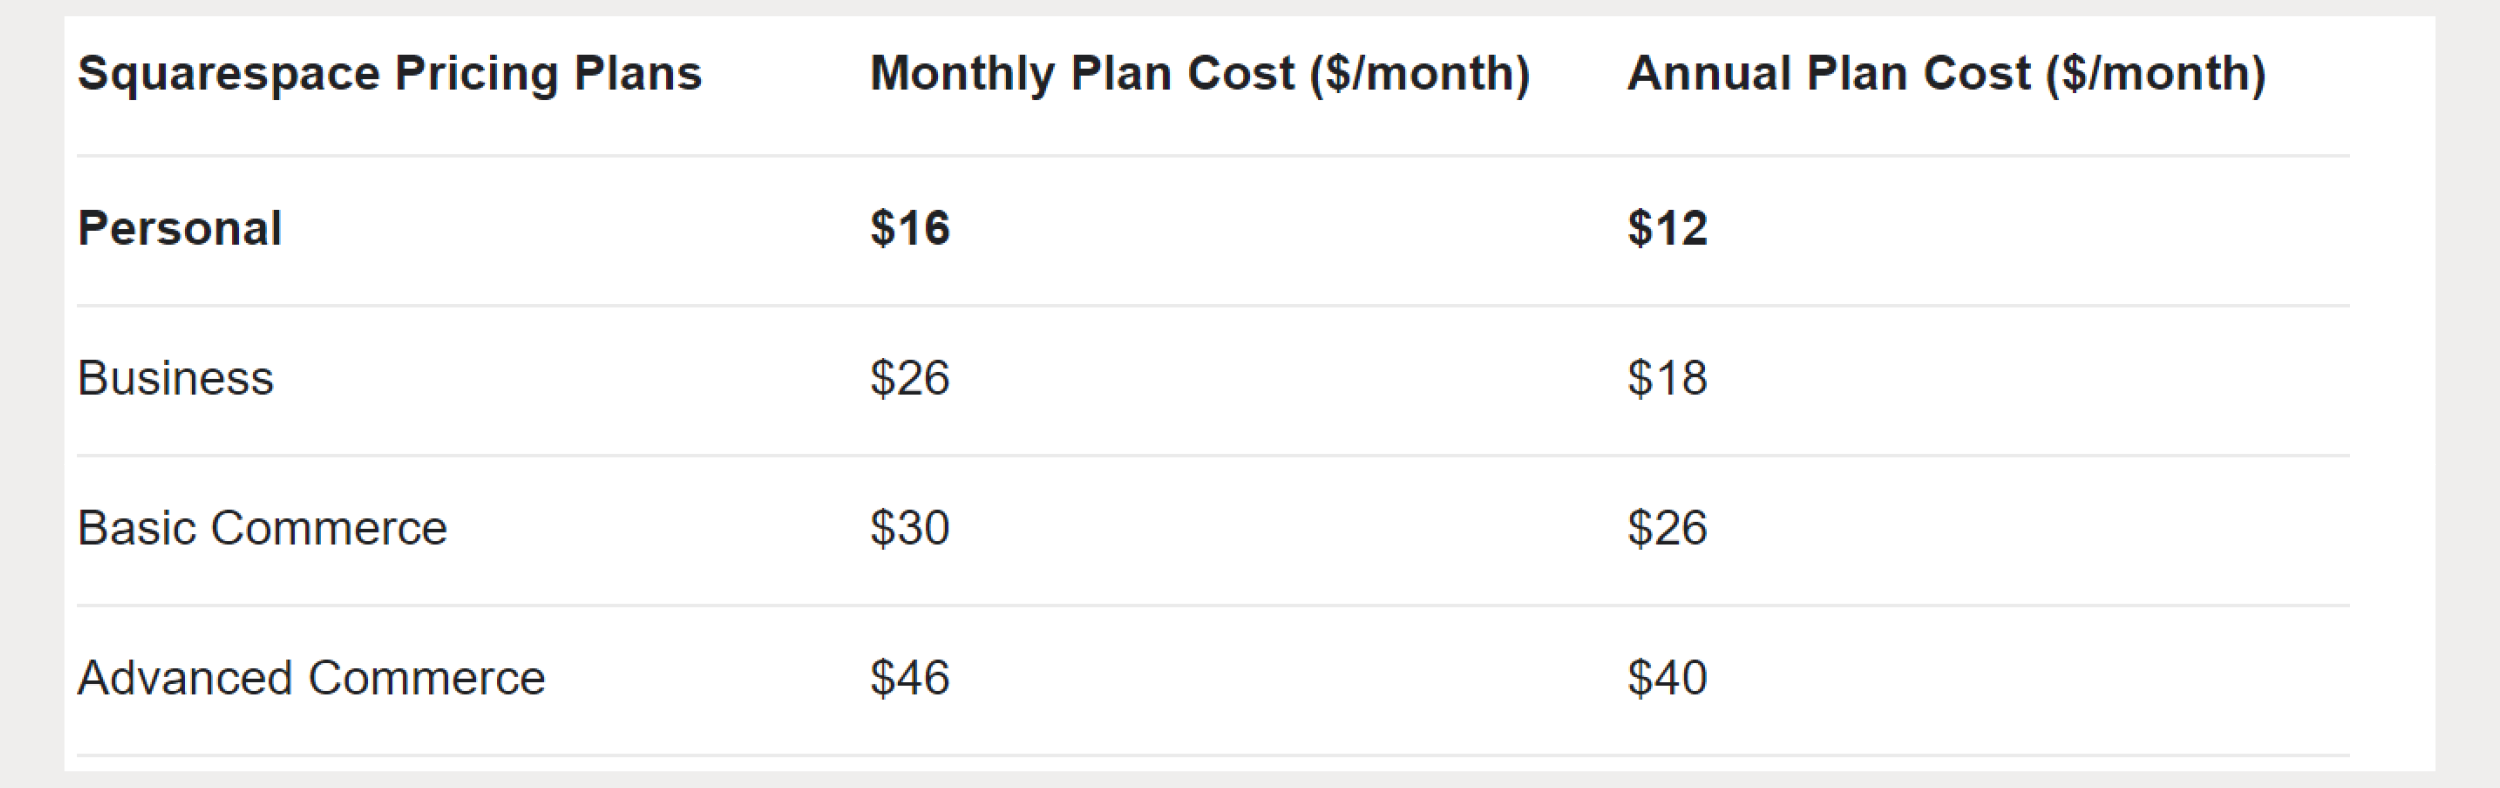 Squarespace Pricing Plans Monthly Plan Cost ($/month) Annual Plan Cost ($/month)
Personal $16 $12
Business $26 $18
Basic Commerce $30 $26
Advanced Commerce $46 $40